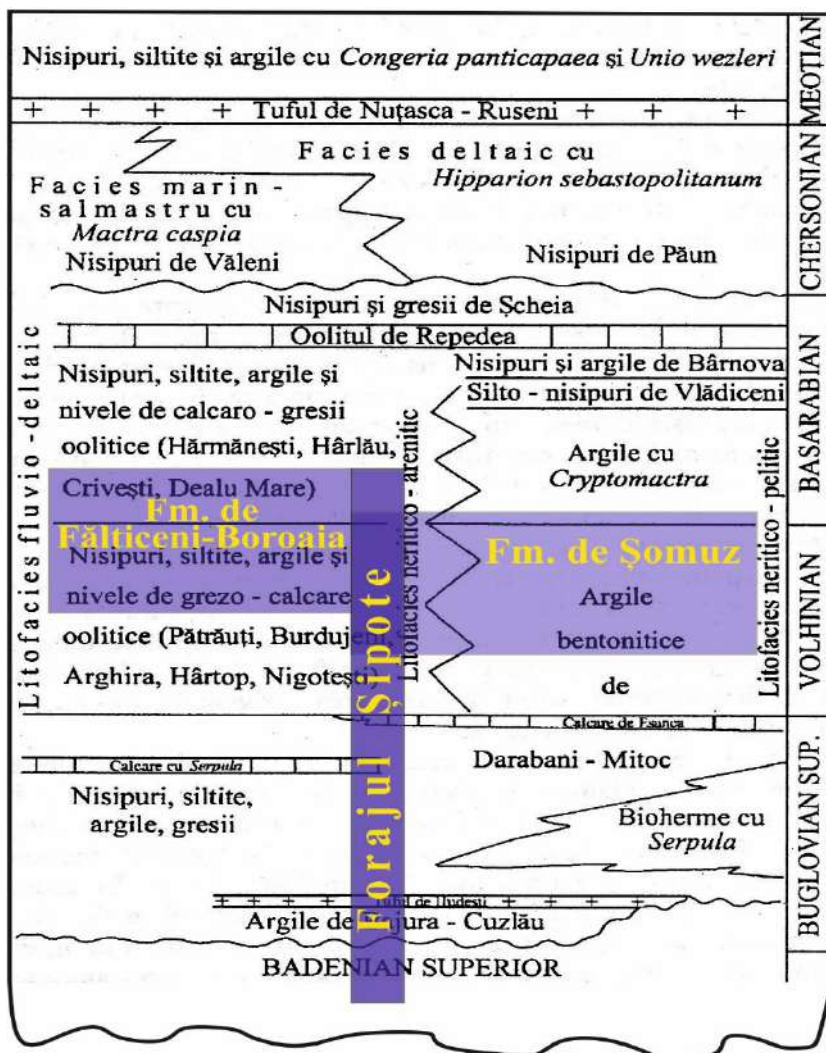 Nisipuri, siltite și argile cu Congeria panticapaea și Unio wezleri
Tuful de Nuțasca - Ruseni
Facies deltaic cu
Hipparion sebastopolitanum
Facies marin -
salmastru cu
Mactra caspia
Nisipuri de Văleni
Nisipuri de Păun
Nisipuri și gresii de Șcheia
Oolitul de Repedea
Nisipuri, siltite, argile și
nivele de calcaro - gresii
oolitice (Hărmănești, Hârlău,
Crivești, Dealu Mare)
Nisipuri și argile de Bârnova
Silto - nisipuri de Vlădiceni
Argile cu
Cryptomactra
Fm. de
Fălticeni-Boroaia
Nisipuri, siltite, argile și
nivele de grezo - calcare
oolitice (Pătrăuți, Burdujeni,
Arghira, Hârtop, Nigotești)
Fm. de Șomuz
Argile
bentonitice
de
Darabani - Mitoc
Calcare cu Serpula
Nisipuri, siltite,
argile, gresii
Bioherme cu
Serpula
Tuful de Hudești
Argile de - Cuzlău
BADENIAN SUPERIOR
Litofacies fluvio - deltaic
Forajul Șipote
Litofacies neritico - arenitic
Litofacies neritico - pelitic
MEOTIAN
CHERSONIAN
BASARABIAN
VOLHINIAN
BUGLOVIAN SUP.